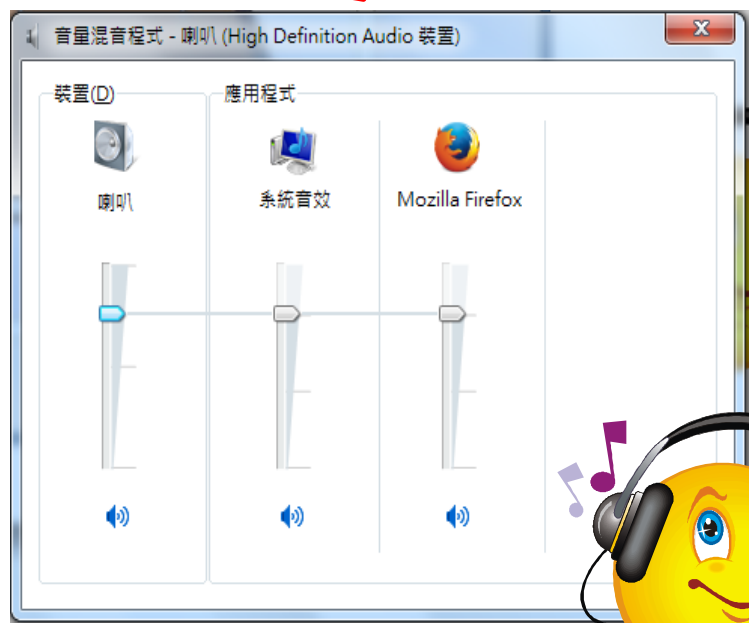 音量混音程式 - 喇叭 (High Definition Audio 裝置)
裝置(D)
應用程式
喇叭
系統音效
Mozilla Firefox